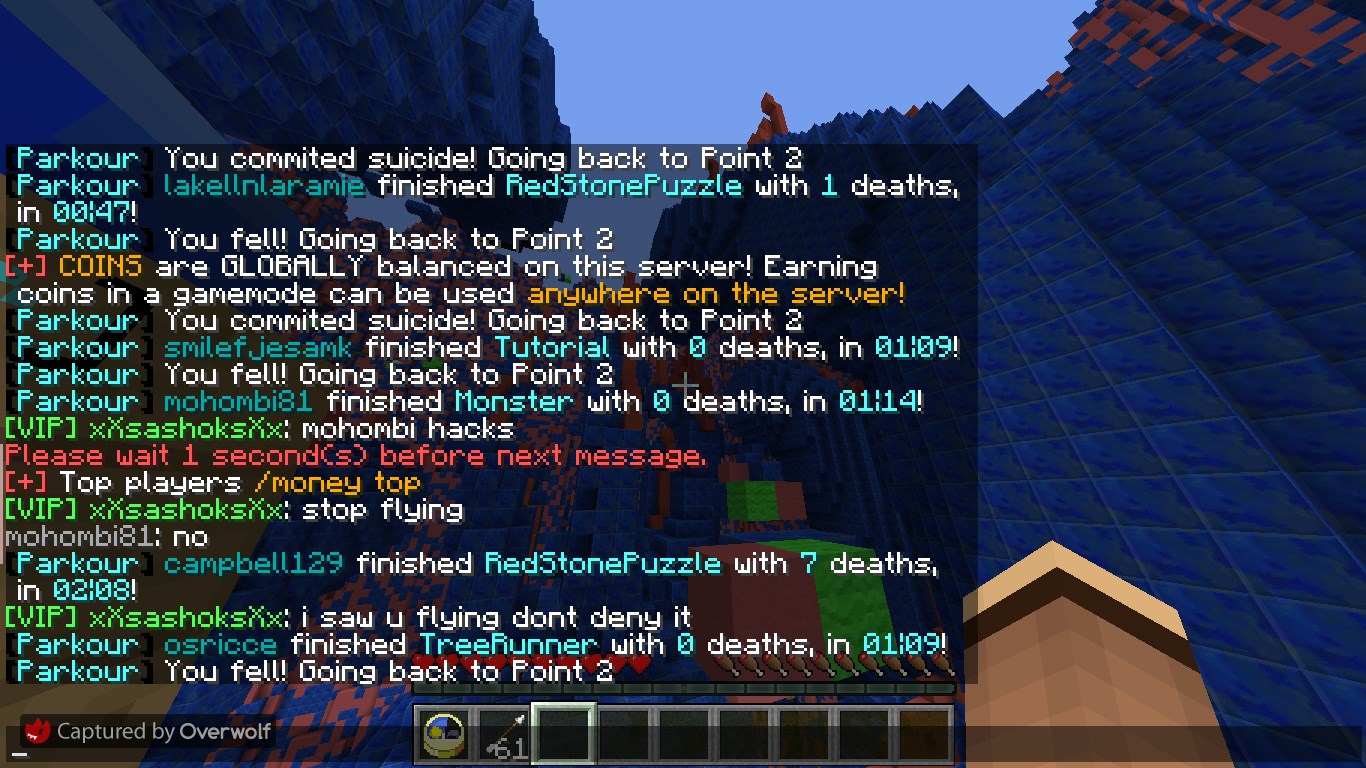 [Parkour] You commited suicide! Going back to Point 2
[Parkour] lakellnlaramie finished RedStonePuzzle with 1 deaths,
in 00:47!
[Parkour] You fell! Going back to Point 2
[+] COINS are GLOBALLY balanced on this server! Earning
coins in a gamemode can be used anywhere on the server!
[Parkour] You commited suicide! Going back to Point 2
[Parkour] smilefjesamk finished Tutorial with 0 deaths, in 01:09!
[Parkour] You fell! Going back to Point 2
[Parkour] mohombi81 finished Monster with 0 deaths, in 01:14!
[VIP] xXsashoksXx: mohombi hacks
Please wait 1 second(s) before next message.
[+] Top players /money top
[VIP] xXsashoksXx: stop flying
mohombi81: no
[Parkour] campbell129 finished RedStonePuzzle with 7 deaths,
in 02:08!
[VIP] xXsashoksXx: i saw u flying dont deny it
[Parkour] osricce finished TreeRunner with 0 deaths, in 01:09!
[Parkour] You fell! Going back to Point 2
Captured by Overwolf
61